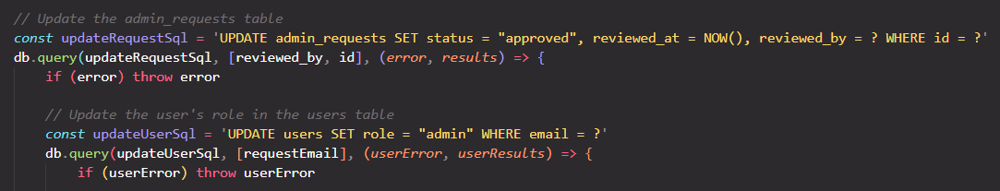 // Update the admin_requests table
const updateRequestSql = 'UPDATE admin_requests SET status = "approved", reviewed_at = NOW(), reviewed_by = ? WHERE id = ?'
db.query(updateRequestSql, [reviewed_by, id], (error, results) => {
if (error) throw error
// Update the user's role in the users table
const updateUserSql = 'UPDATE users SET role = "admin" WHERE email = ?'
db.query(updateUserSql, [requestEmail], (userError, userResults) => {
if (userError) throw userError